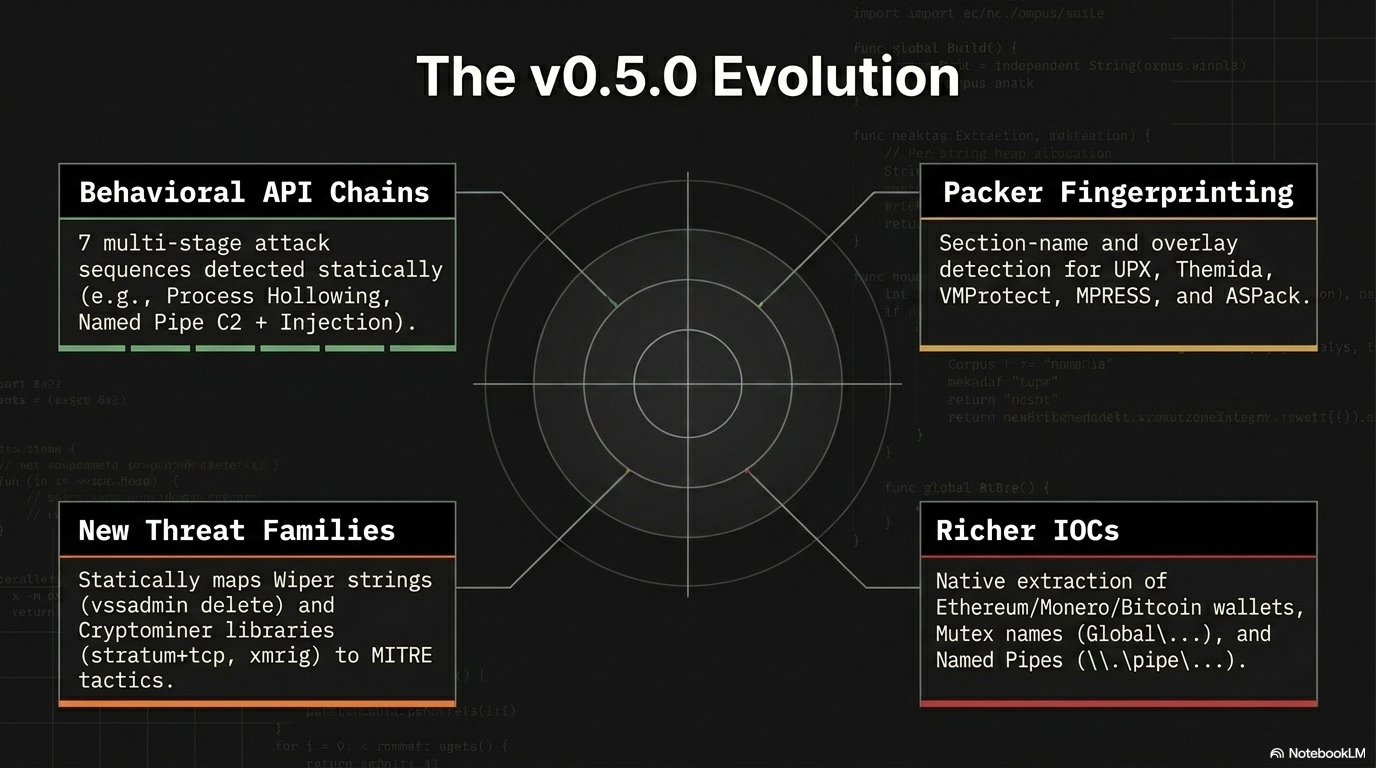 The v0.5.0 Evolution
Behavioral API Chains
7 multi-stage attack
sequences detected statically
(e.g., Process Hollowing,
Named Pipe C2 + Injection).
Packer Fingerprinting
Section-name and overlay
detection for UPX, Themida,
VMProtect, MPRESS, and ASPack.
New Threat Families
Statically maps Wiper strings
(vssadmin delete) and
Cryptominer libraries
(stratum+tcp, xmrig) to MITRE
tactics.
Richer IOCs
Native extraction of
Ethereum/Monero/Bitcoin wallets,
Mutex names (Global\...), and
Named Pipes (\\.\pipe\...).
NotebookLM